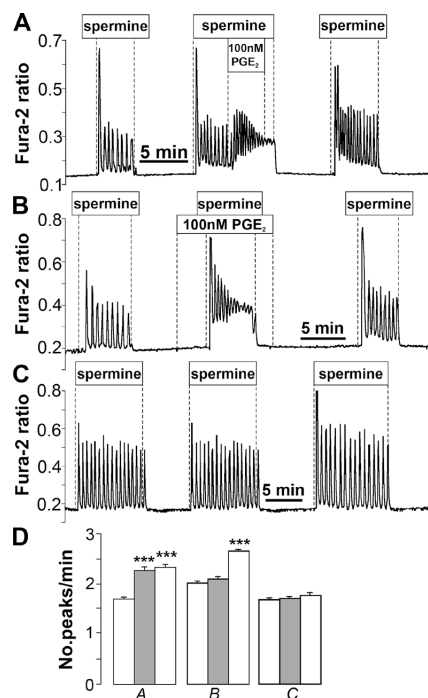 A
spermine spermine spermine
100nM
PGE2
0.7
0.5
0.3
0.1
Fura-2 ratio
5 min
B
spermine spermine spermine
100nM PGE2
0.8
0.6
0.4
0.2
Fura-2 ratio
5 min
C
spermine spermine spermine
0.8
0.6
0.4
0.2
Fura-2 ratio
5 min
D
3
2
1
0
No.peaks/min
*** *** ***
A B C